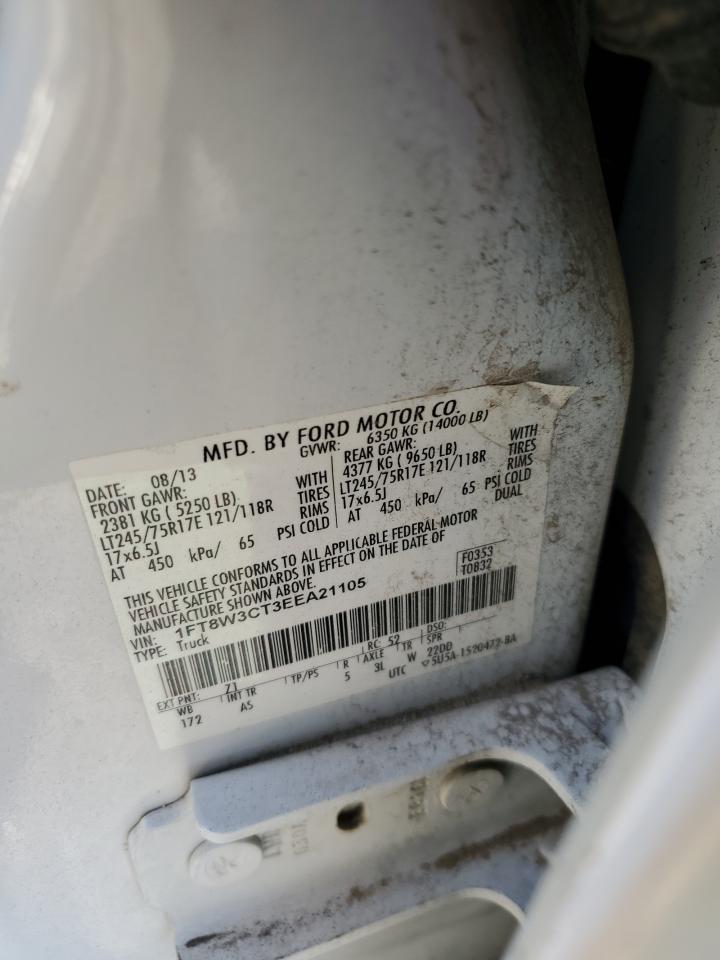 MFD. BY FORD MOTOR CO.
DATE: 08/13
GVWR: 6350 KG (14000 LB)
FRONT GAWR:
2381 KG ( 5250 LB) WITH
LT245/75R17E 121/118R TIRES
17x6.5J RIMS
AT 450 kPa/ 65 PSI COLD
REAR GAWR:
4377 KG ( 9650 LB) WITH
LT245/75R17E 121/118R TIRES
17x6.5J RIMS
AT 450 kPa/ 65 PSI COLD
DUAL
THIS VEHICLE CONFORMS TO ALL APPLICABLE FEDERAL MOTOR
VEHICLE SAFETY STANDARDS IN EFFECT ON THE DATE OF
MANUFACTURE SHOWN ABOVE.
VIN: 1FT8W3CT3EEA21105
TYPE: Truck
F0353
T0832
EXT PNT: Z1 RC: 52 DSO:
WB INT TR TP/PS R AXLE TR SPR
172 AS 5 3L W 22DD
UTC 5U5A-1520472-BA